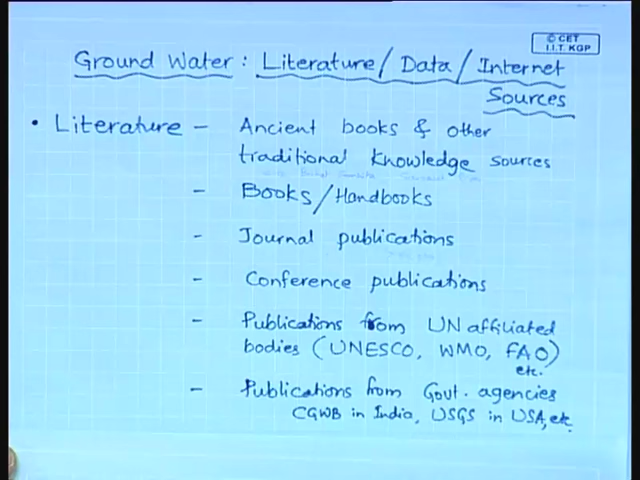 © CET
I.I.T. KGP
Ground Water : Literature / Data / Internet
Sources
• Literature – Ancient books & other
traditional knowledge sources
– Books / Handbooks
– Journal publications
– Conference publications
– Publications from UN affiliated
bodies (UNESCO, WMO, FAO)
etc.
– Publications from Govt. agencies
CGWB in India, USGS in USA, etc.